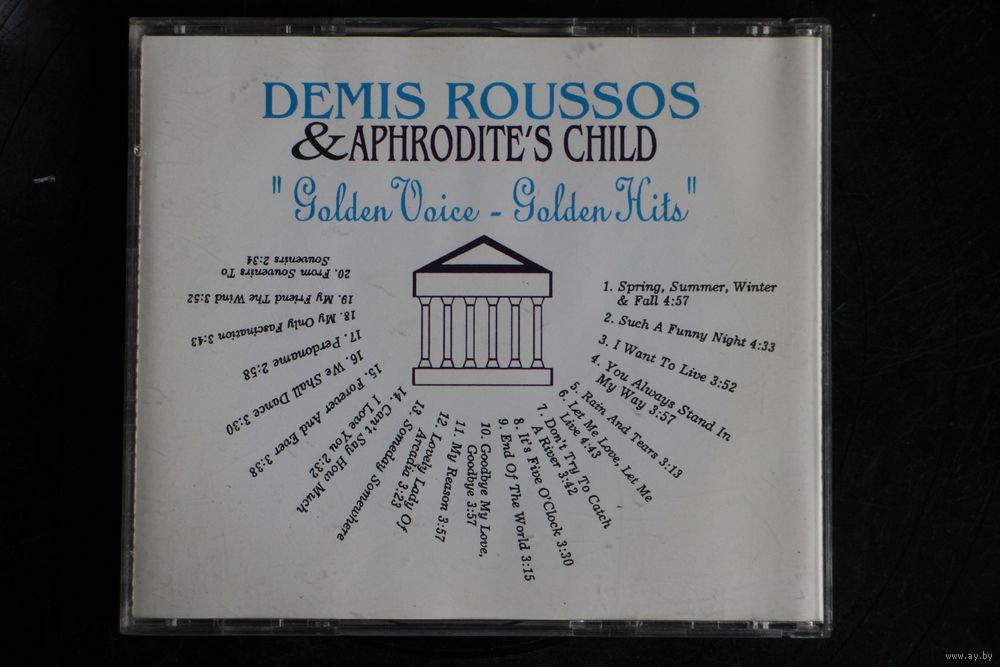 DEMIS ROUSSOS
& APHRODITE'S CHILD
"Golden Voice - Golden Hits"
1. Spring, Summer, Winter
& Fall 4:57
2. Such A Funny Night 4:33
3. I Want To Live 3:52
4. You Always Stand In
My Way 3:57
5. Rain And Tears 3:13
6. Let Me Love, Let Me
Live 4:43
7. Don't Try To Catch
A River 3:42
8. It's Five O'Clock 3:30
9. End Of The World 3:15
10. Goodbye My Love,
Goodbye 3:57
11. My Reason 3:57
12. Lonely Lady Of
Arcadia 3:23
13. Someday Somewhere
14. Can't Say How Much
I Love You 2:32
15. Forever And Ever 3:38
16. We Shall Dance 3:30
17. Perdoname 2:58
18. My Only Fascination 3:43
19. My Friend The Wind 3:52
20. From Souvenirs To
Souvenirs 2:34
www.ay.by